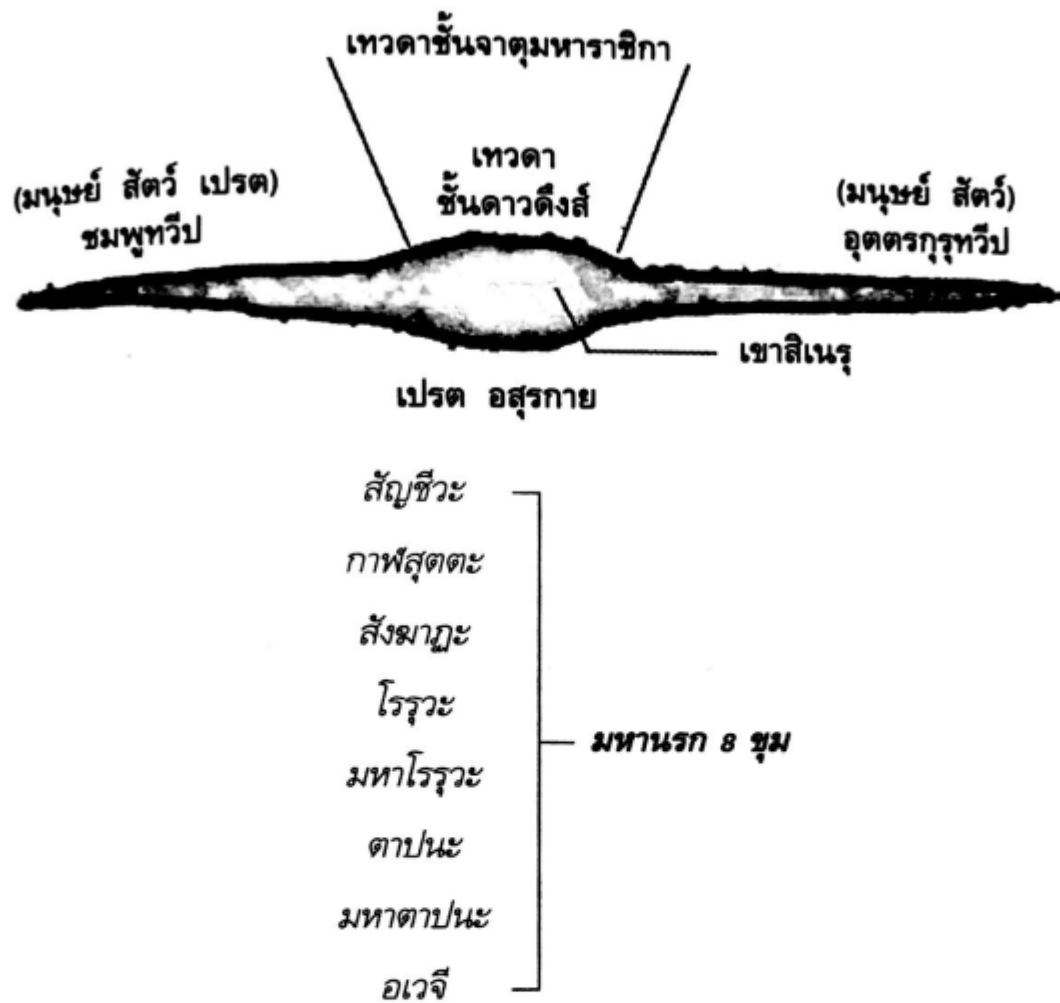 เทวดาชั้นจาตุมหาราชิกา
(มนุษย์ สัตว์ เปรต)
ชมพูทวีป
เทวดา
ชั้นดาวดึงส์
(มนุษย์ สัตว์)
อุตตรกุรุทวีป
เขาสิเนรุ
เปรต อสุรกาย
สัญชีวะ
กาฬสุตตะ
สังฆาฏะ
โรรุวะ
มหาโรรุวะ
ตาปนะ
มหาตาปนะ
อเวจี
มหานรก 8 ขุม